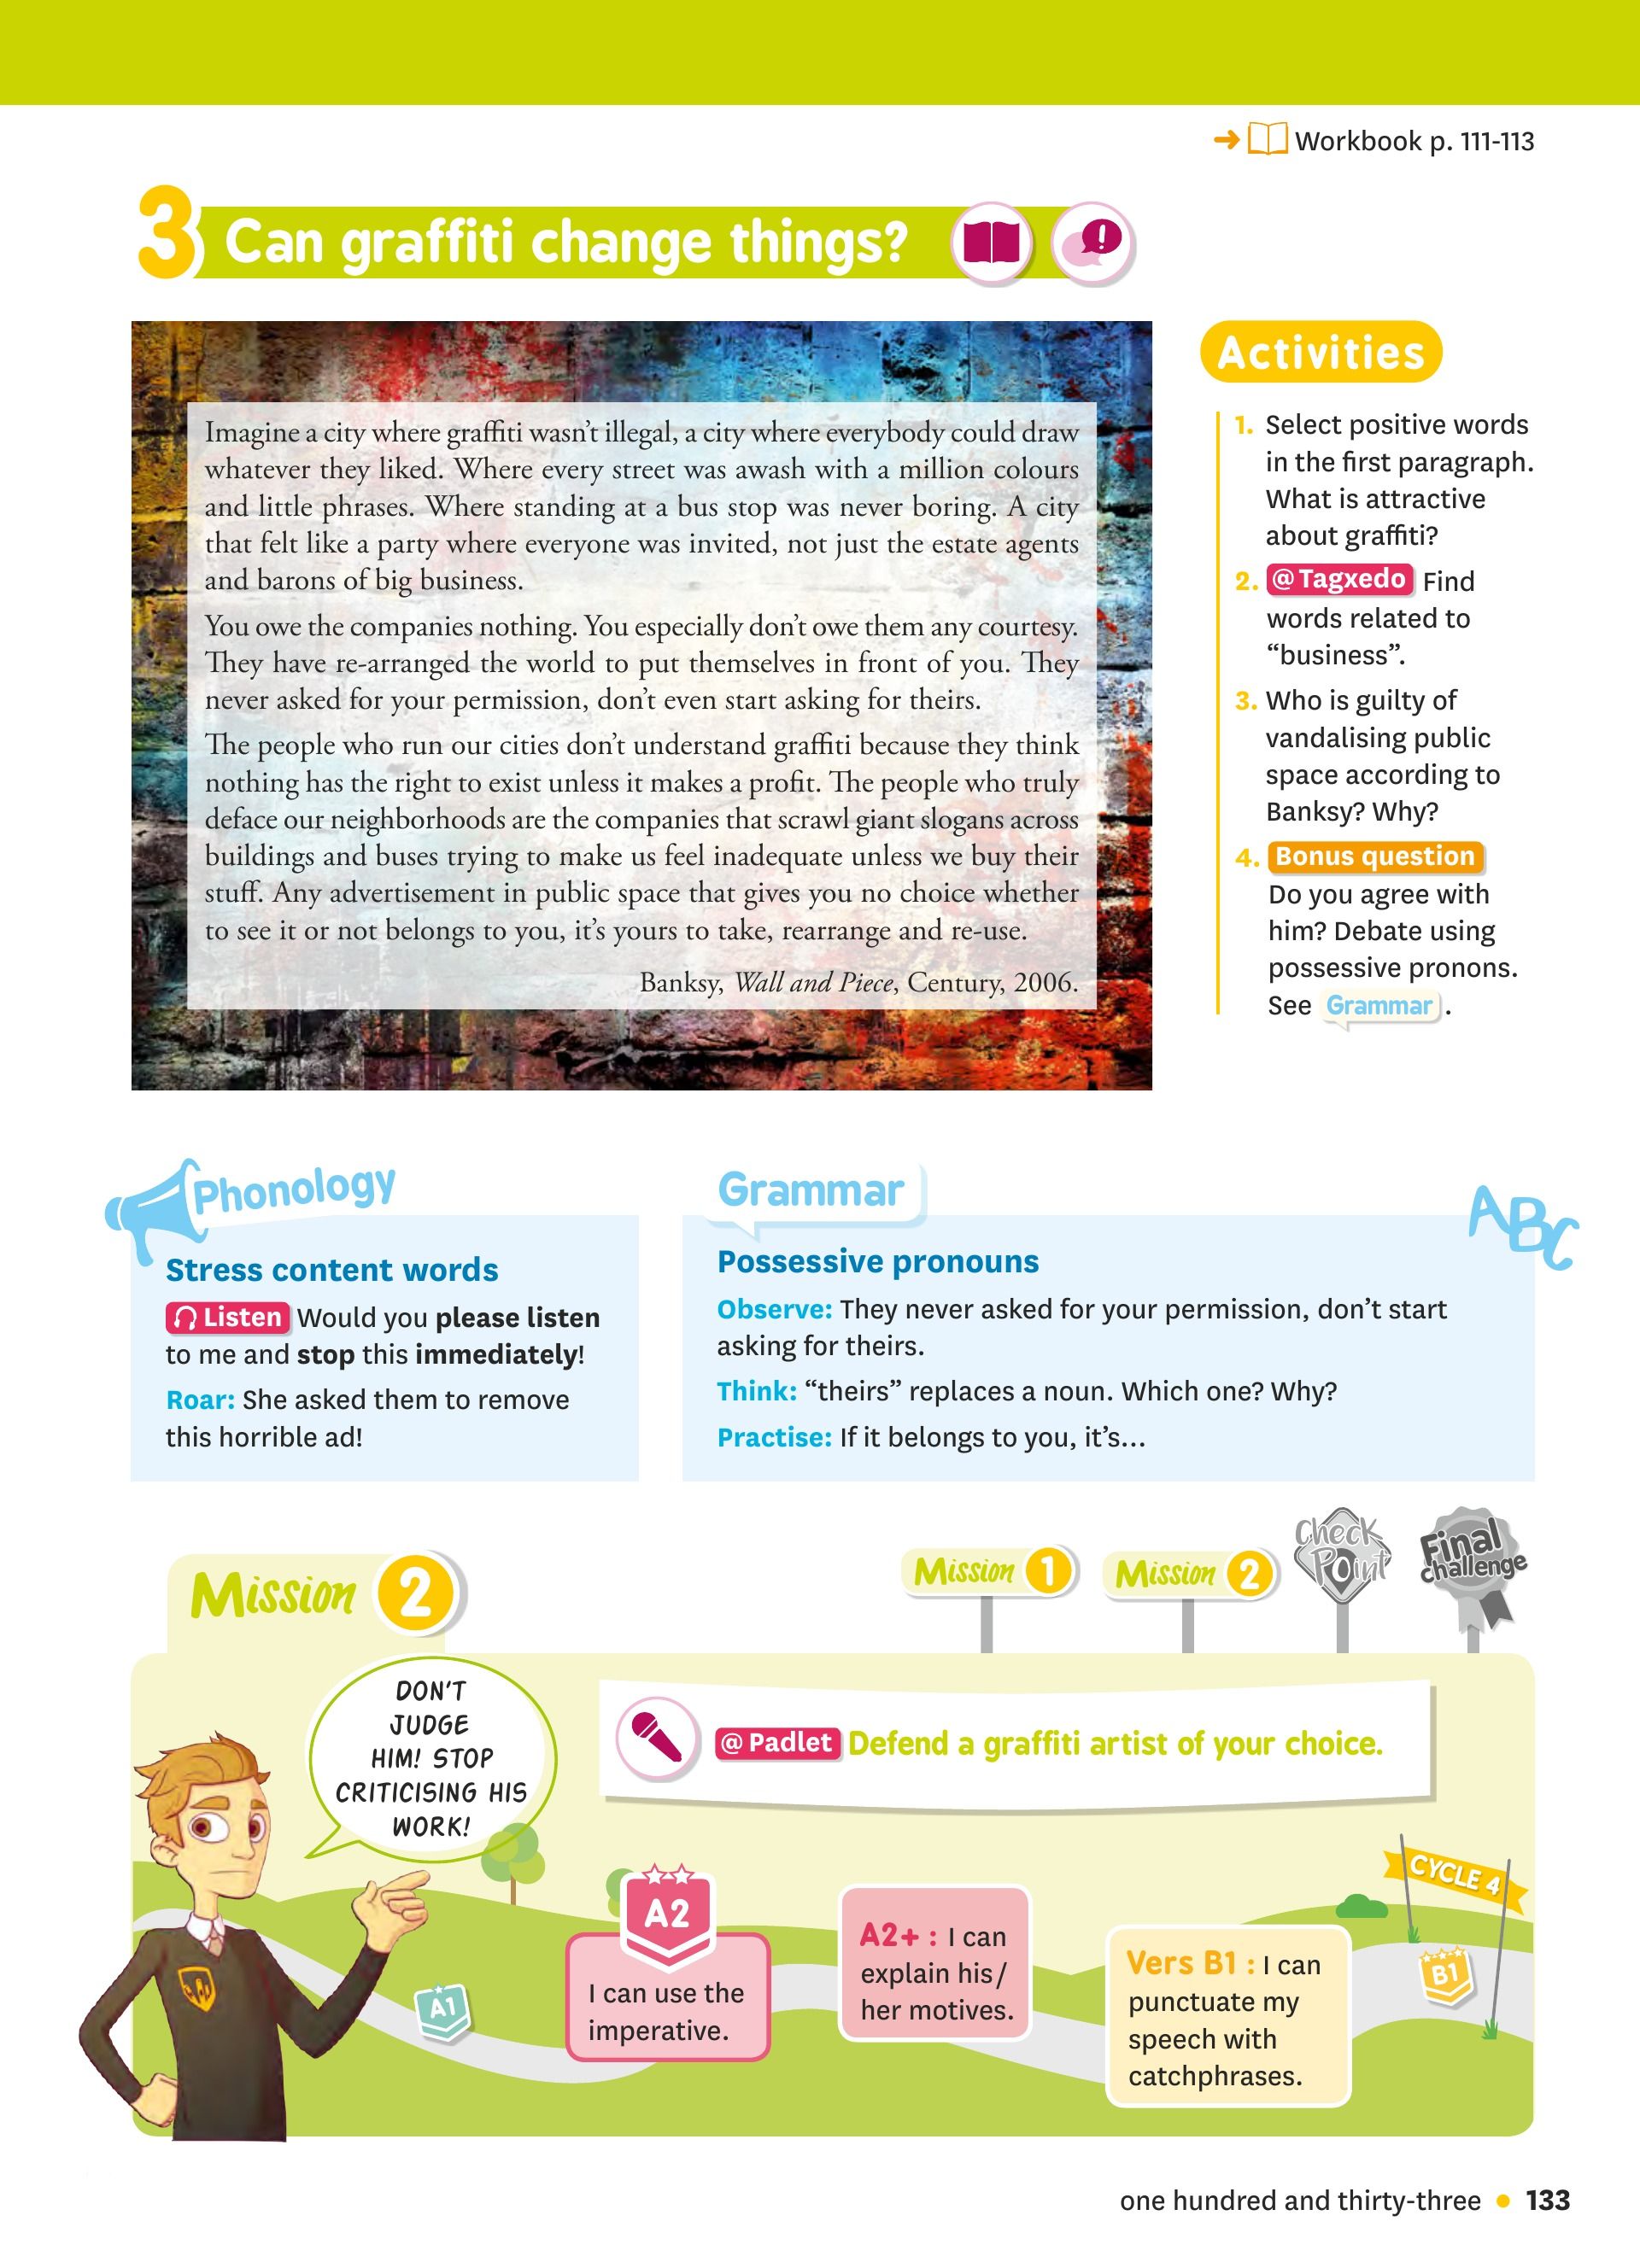 Workbook p. 111-113
3 Can graffiti change things?
Imagine a city where graffiti wasn't illegal, a city where everybody could draw
whatever they liked. Where every street was awash with a million colours
and little phrases. Where standing at a bus stop was never boring. A city
that felt like a party where everyone was invited, not just the estate agents
and barons of big business.
You owe the companies nothing. You especially don't owe them any courtesy.
They have re-arranged the world to put themselves in front of you. They
never asked for your permission, don't even start asking for theirs.
The people who run our cities don't understand graffiti because they think
nothing has the right to exist unless it makes a profit. The people who truly
deface our neighborhoods are the companies that scrawl giant slogans across
buildings and buses trying to make us feel inadequate unless we buy their
stuff. Any advertisement in public space that gives you no choice whether
to see it or not belongs to you, it's yours to take, rearrange and re-use.
Banksy, Wall and Piece, Century, 2006.
Activities
1. Select positive words
in the first paragraph.
What is attractive
about graffiti?
2. @Tagxedo Find
words related to
“business”.
3. Who is guilty of
vandalising public
space according to
Banksy? Why?
4. Bonus question
Do you agree with
him? Debate using
possessive pronons.
See Grammar.
Phonology
Stress content words
Listen Would you please listen
to me and stop this immediately!
Roar: She asked them to remove
this horrible ad!
Grammar
ABC
Possessive pronouns
Observe: They never asked for your permission, don't start
asking for theirs.
Think: “theirs” replaces a noun. Which one? Why?
Practise: If it belongs to you, it's...
Mission 2
Mission 1
Mission 2
Check
Point
Final
challenge
DON'T
JUDGE
HIM! STOP
CRITICISING HIS
WORK!
@Padlet Defend a graffiti artist of your choice.
CYCLE 4
A1
A2
I can use the
imperative.
A2+ : I can
explain his/
her motives.
Vers B1 : I can
punctuate my
speech with
catchphrases.
B1
one hundred and thirty-three • 133